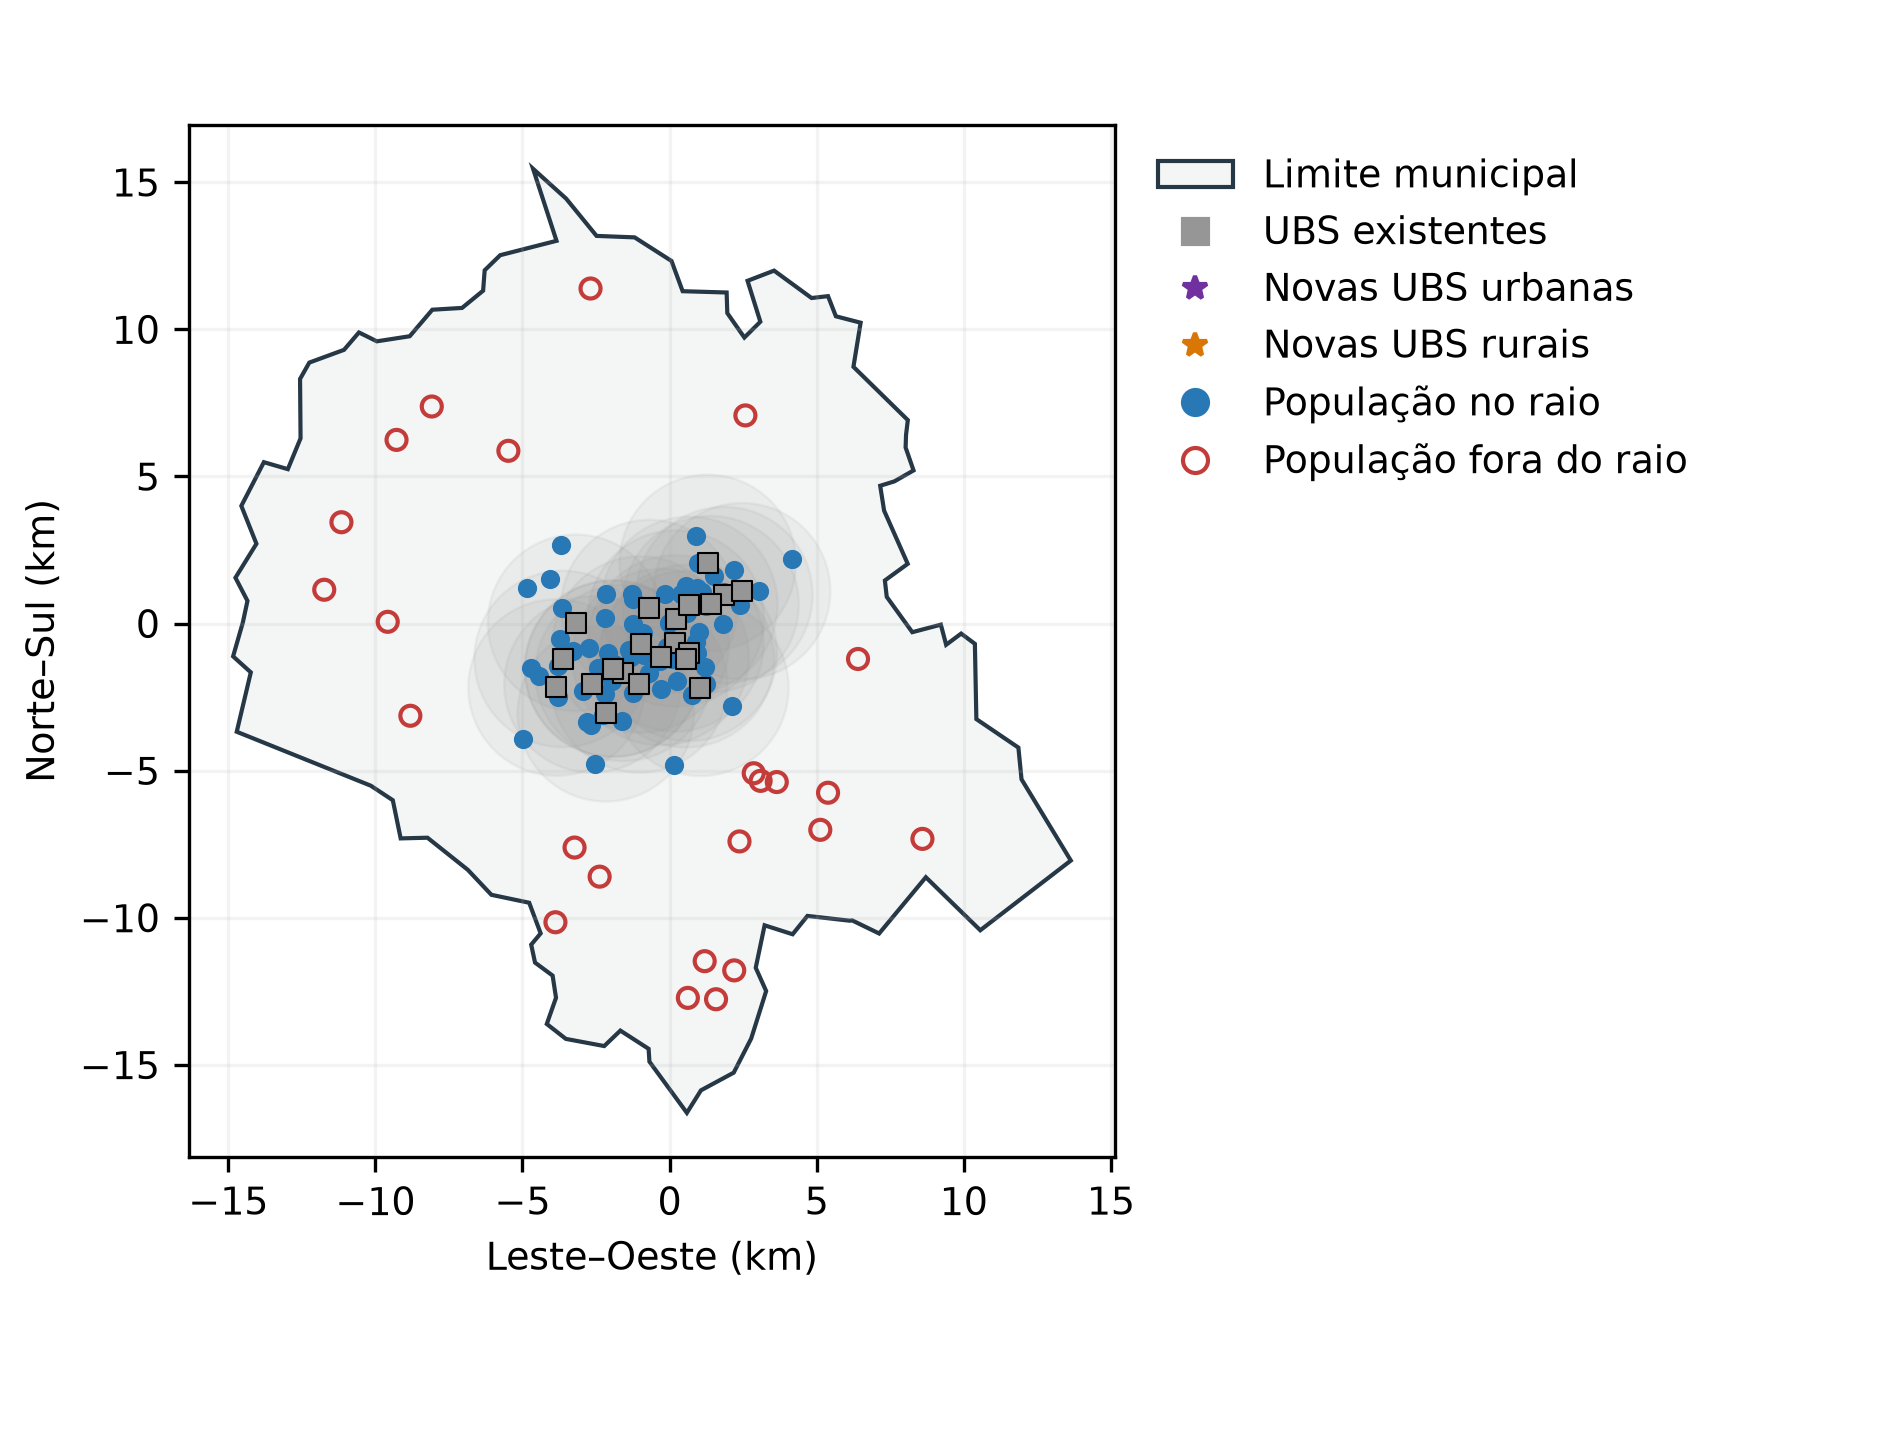 15
10
5
0
−5
−10
−15
Norte–Sul (km)
−15
−10
−5
0
5
10
15
Leste–Oeste (km)
Limite municipal
UBS existentes
Novas UBS urbanas
Novas UBS rurais
População no raio
População fora do raio